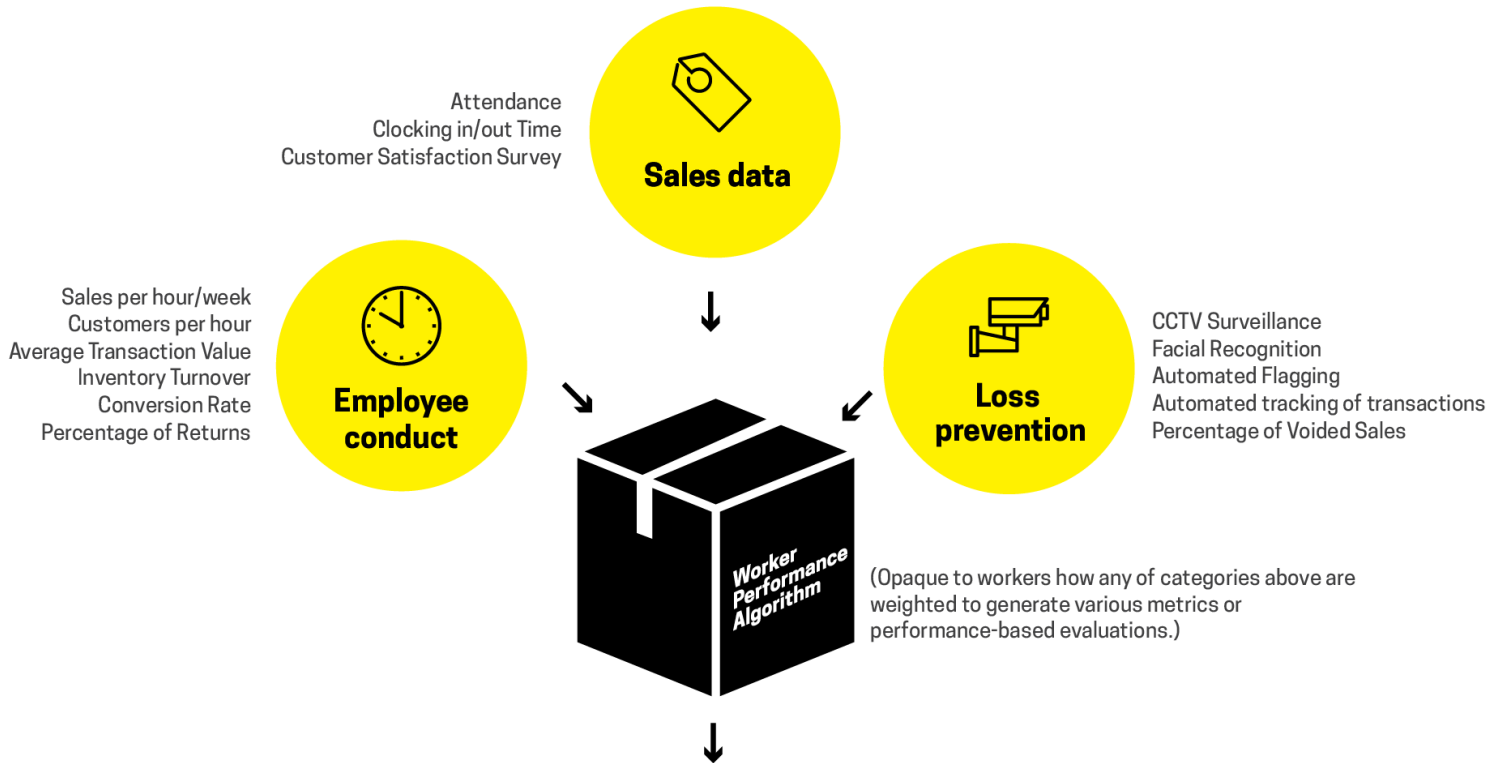 Attendance
Clocking in/out Time
Customer Satisfaction Survey
Sales data
Sales per hour/week
Customers per hour
Average Transaction Value
Inventory Turnover
Conversion Rate
Percentage of Returns
Employee
conduct
Loss
prevention
CCTV Surveillance
Facial Recognition
Automated Flagging
Automated tracking of transactions
Percentage of Voided Sales
Worker
Performance
Algorithm
(Opaque to workers how any of categories above are
weighted to generate various metrics or
performance-based evaluations.)